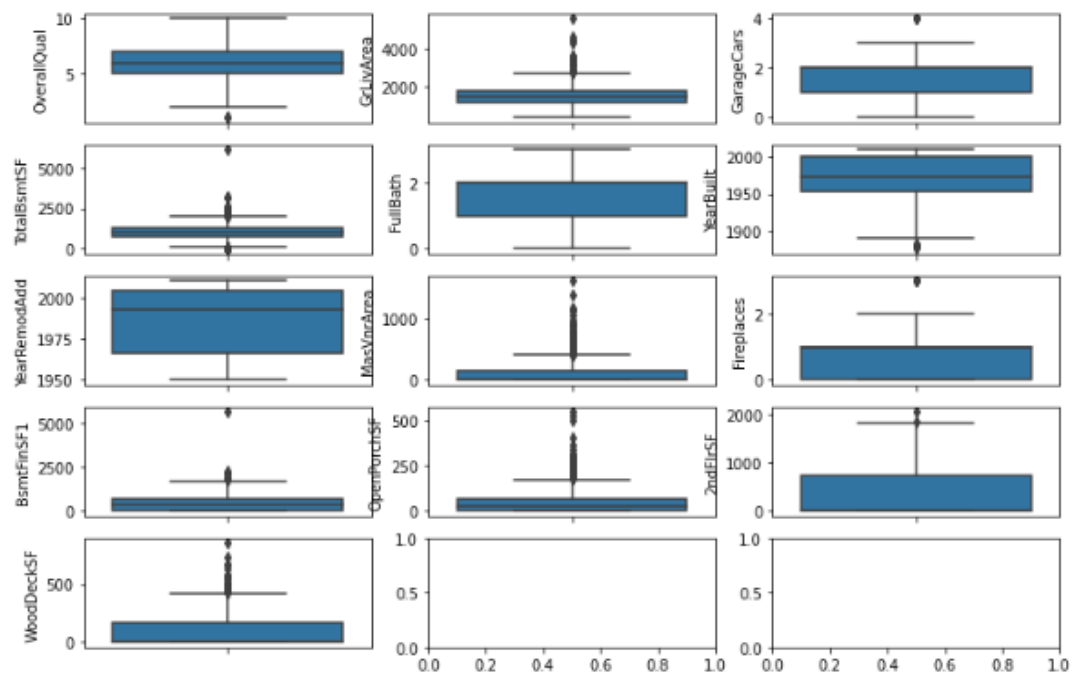 OverallQual
10
5
GrLivArea
4000
2000
GarageCars
4
2
0
TotalBsmtSF
5000
2500
0
FullBath
2
0
YearBuilt
2000
1950
1900
YearRemodAdd
2000
1975
1950
MasVnrArea
1000
0
Fireplaces
2
0
BsmtFinSF1
5000
2500
0
OpenPorchSF
500
250
0
2ndFlrSF
2000
1000
0
WoodDeckSF
500
0
1.0
0.5
0.0
0.0 0.2 0.4 0.6 0.8 1.0
1.0
0.5
0.0
0.0 0.2 0.4 0.6 0.8 1.0